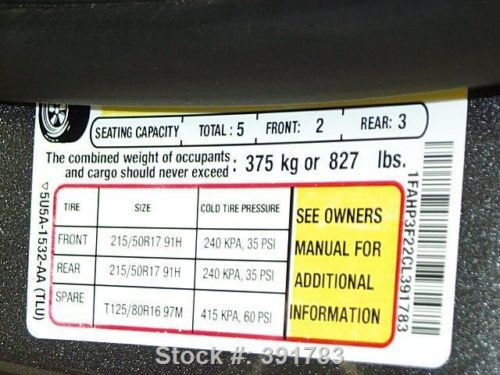 SEATING CAPACITY TOTAL : 5 FRONT: 2 REAR: 3
The combined weight of occupants
and cargo should never exceed : 375 kg or 827 lbs.
TIRE SIZE COLD TIRE PRESSURE
FRONT 215/50R17 91H 240 KPA, 35 PSI
REAR 215/50R17 91H 240 KPA, 35 PSI
SPARE T125/80R16 97M 415 KPA, 60 PSI
SEE OWNERS
MANUAL FOR
ADDITIONAL
INFORMATION
5U5A-1532-AA (TLU)
1FAHP3F22CL391783
Stock #: 391783